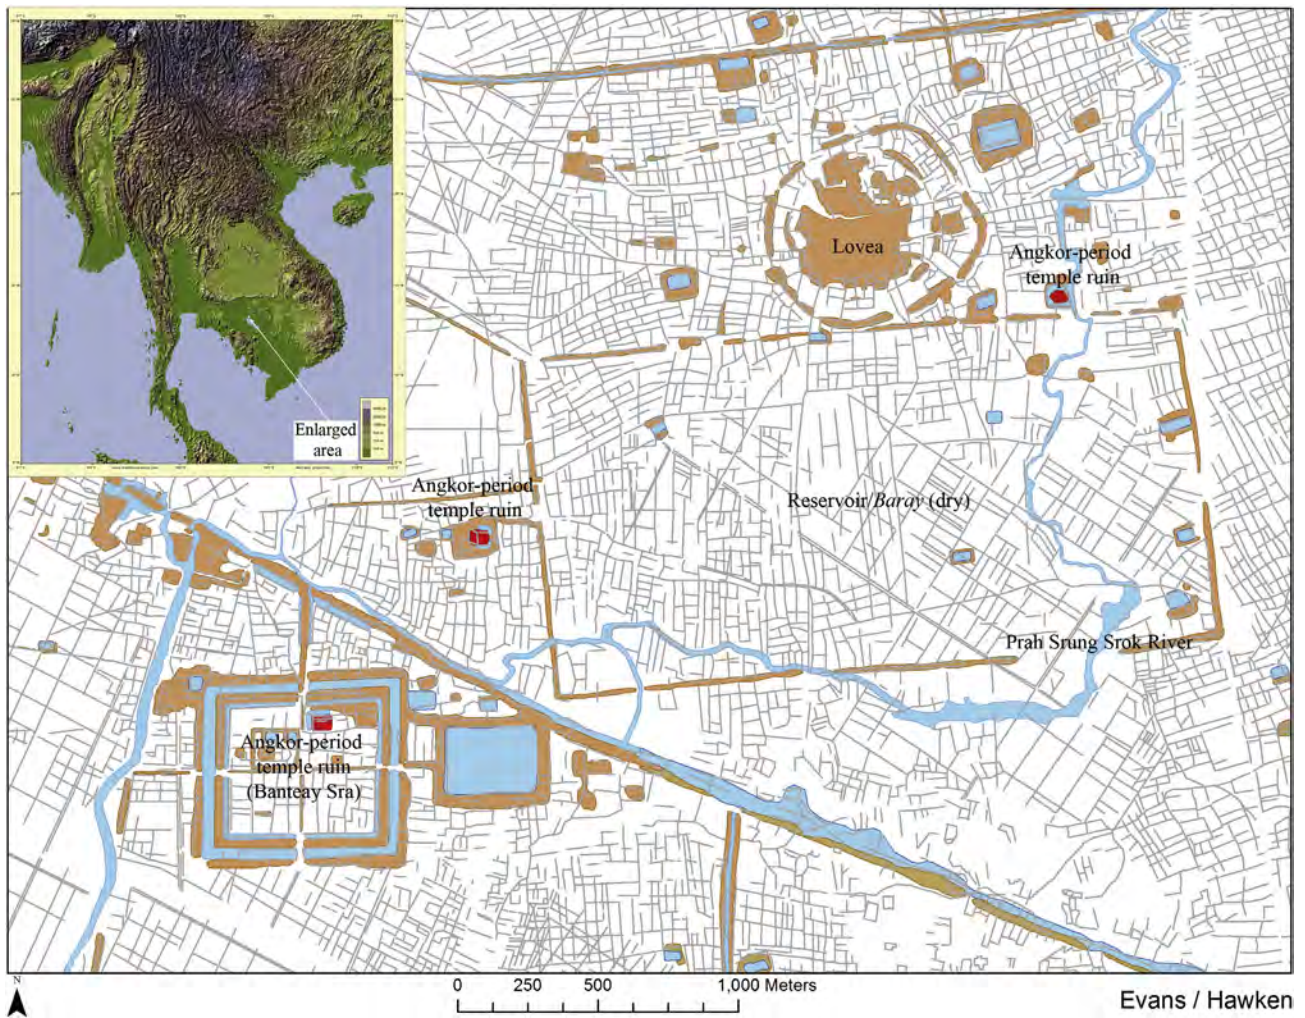 Enlarged
area
Lovea
Angkor-period
temple ruin
Angkor-period
temple ruin
Reservoir/Baray (dry)
Prah Srung Srok River
Angkor-period
temple ruin
(Banteay Sra)
N
0 250 500 1,000 Meters
Evans / Hawken